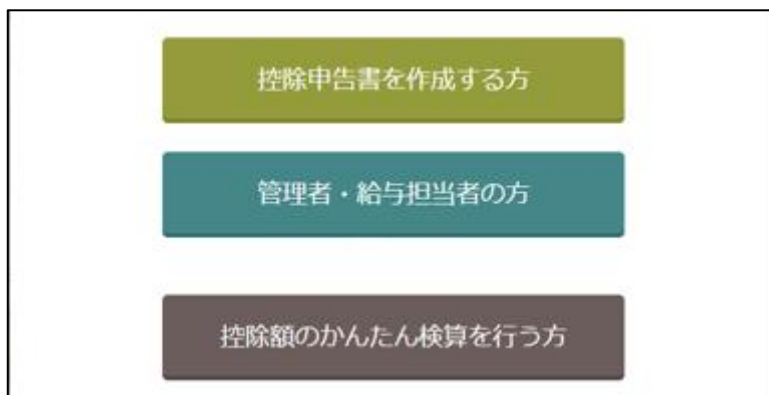 控除申告書を作成する方
管理者・給与担当者の方
控除額のかんたん検算を行う方